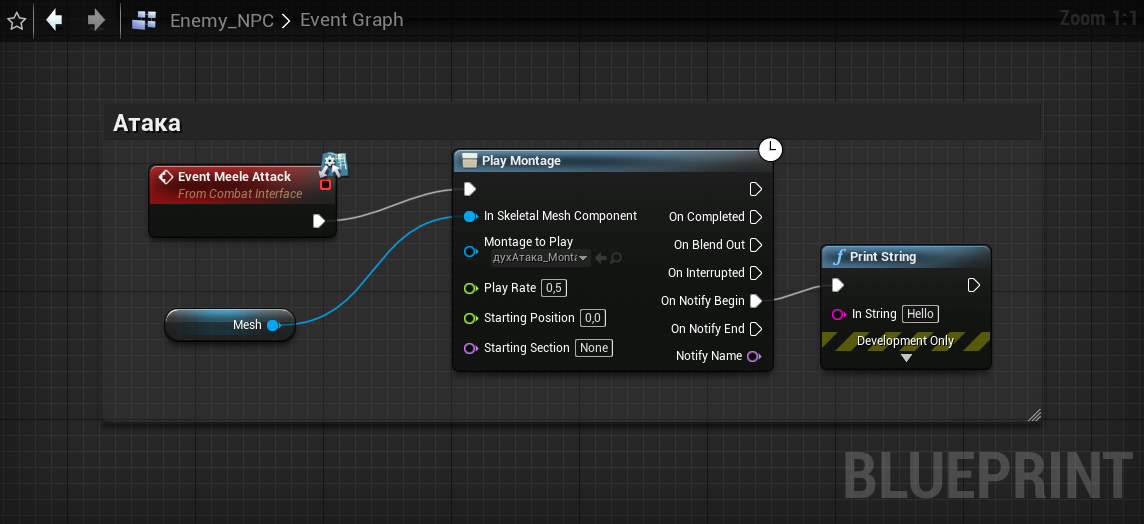 Enemy_NPC > Event Graph
Zoom 1:1
Атака
Event Meele Attack
From Combat Interface
Mesh
Play Montage
In Skeletal Mesh Component
Montage to Play
духАтака_Monta
Play Rate 0,5
Starting Position 0,0
Starting Section None
On Completed
On Blend Out
On Interrupted
On Notify Begin
On Notify End
Notify Name
f Print String
In String Hello
Development Only
BLUEPRINT